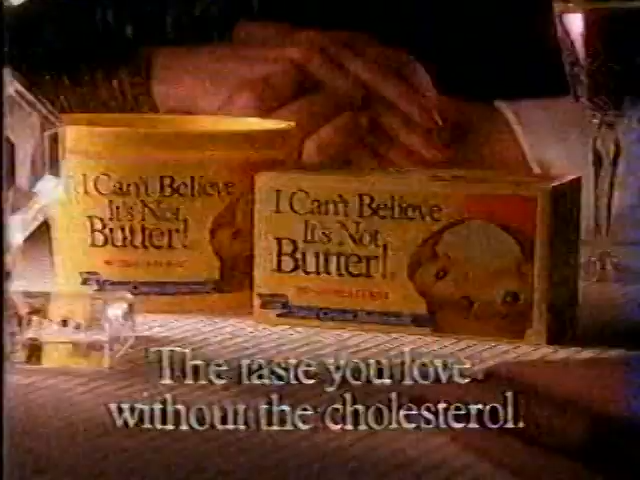 I Can't Believe
It's Not
Butter!
I Can't Believe
It's Not
Butter!
The taste you love
without the cholesterol.